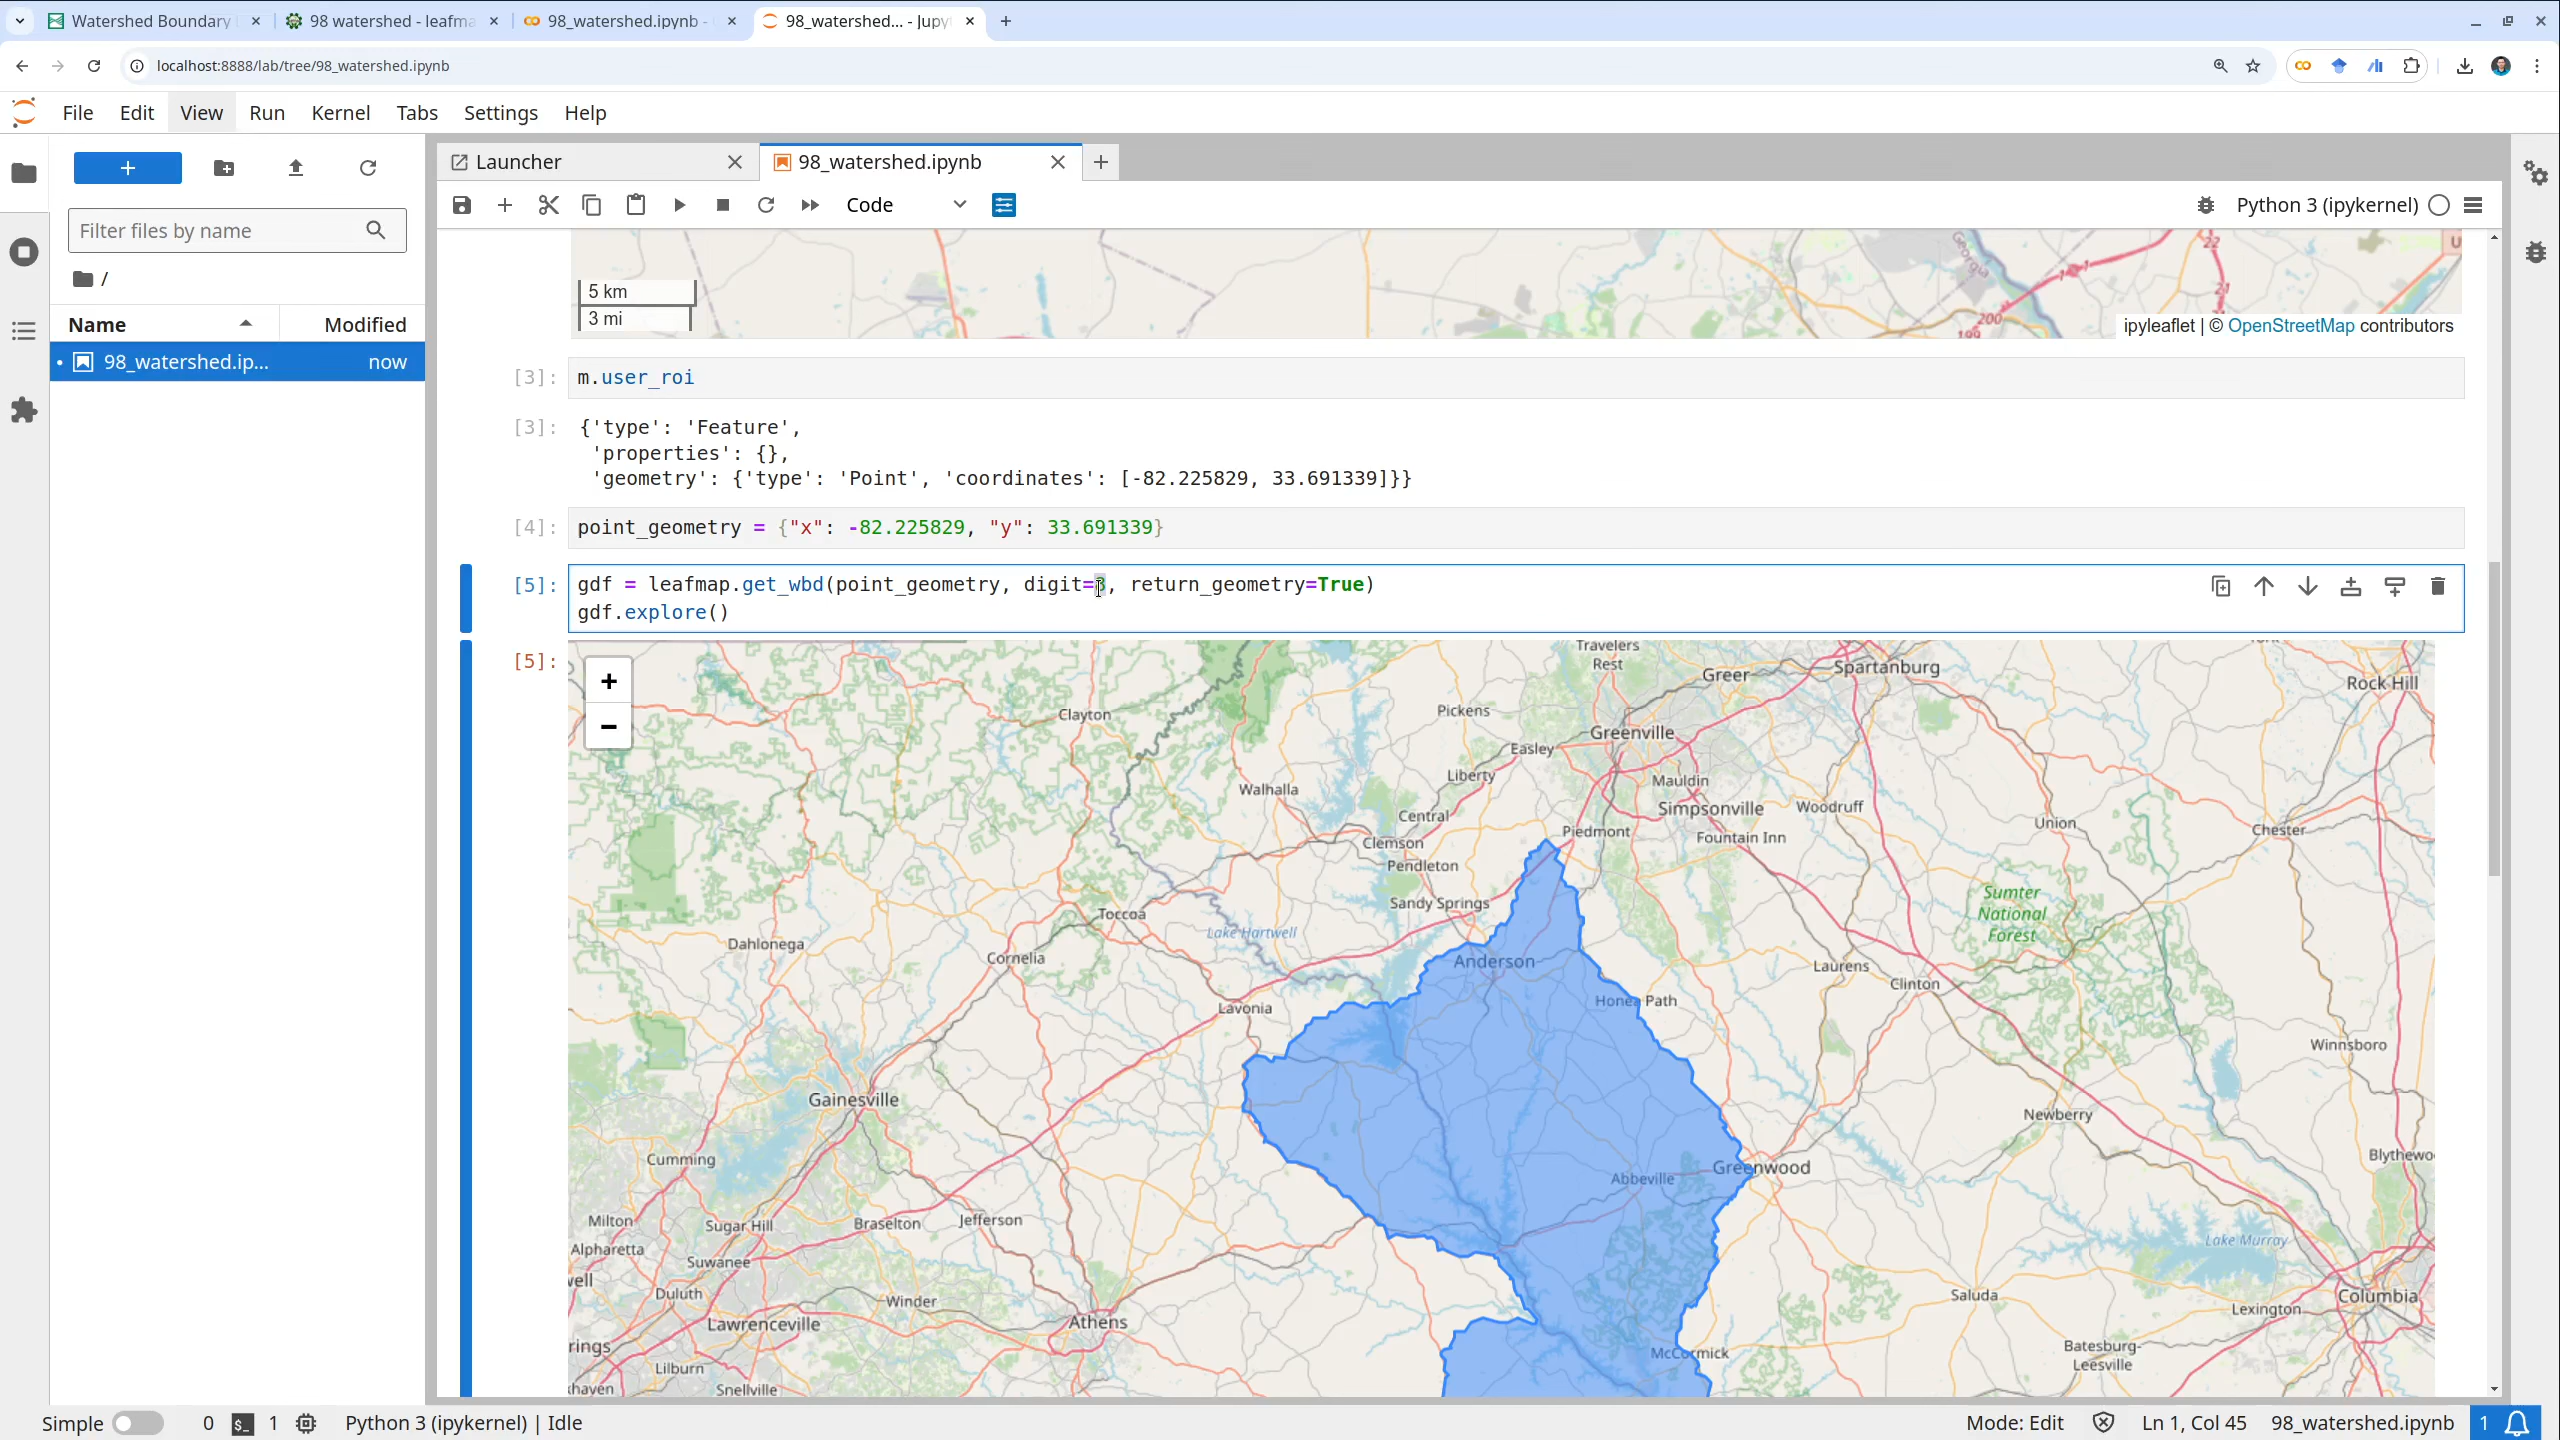 Watershed Boundary
98 watershed - leafma
98_watershed.ipynb -
98_watershed... - Jupy
localhost:8888/lab/tree/98_watershed.ipynb
File Edit View Run Kernel Tabs Settings Help
Launcher
98_watershed.ipynb
Code
Python 3 (ipykernel)
Filter files by name
/
Name Modified
98_watershed.ip... now
5 km
3 mi
Georgia
22
21
200
199
U
ipyleaflet | © OpenStreetMap contributors
[3]: m.user_roi
[3]: {'type': 'Feature',
'properties': {},
'geometry': {'type': 'Point', 'coordinates': [-82.225829, 33.691339]}}
[4]: point_geometry = {"x": -82.225829, "y": 33.691339}
[5]: gdf = leafmap.get_wbd(point_geometry, digit=8, return_geometry=True)
gdf.explore()
[5]:
+
−
Travelers
Rest
Greer
Spartanburg
Rock Hill
Clayton
Pickens
Greenville
Easley
Liberty
Mauldin
Walhalla
Simpsonville
Woodruff
Central
Union
Chester
Piedmont
Fountain Inn
Clemson
Pendleton
Sandy Springs
Sumter
National
Forest
Toccoa
Lake Hartwell
Dahlonega
Cornelia
Anderson
Laurens
Clinton
Lavonia
Honea Path
Winnsboro
Gainesville
Newberry
Cumming
Greenwood
Blythewo
Abbeville
Milton
Sugar Hill
Braselton
Jefferson
Alpharetta
Suwanee
Lake Murray
well
Duluth
Winder
Saluda
Columbia
Lexington
Lawrenceville
Athens
rings
McCormick
Batesburg-
Leesville
Lilburn
khaven
Snellville
Simple 0 1 Python 3 (ipykernel) | Idle Mode: Edit Ln 1, Col 45 98_watershed.ipynb 1